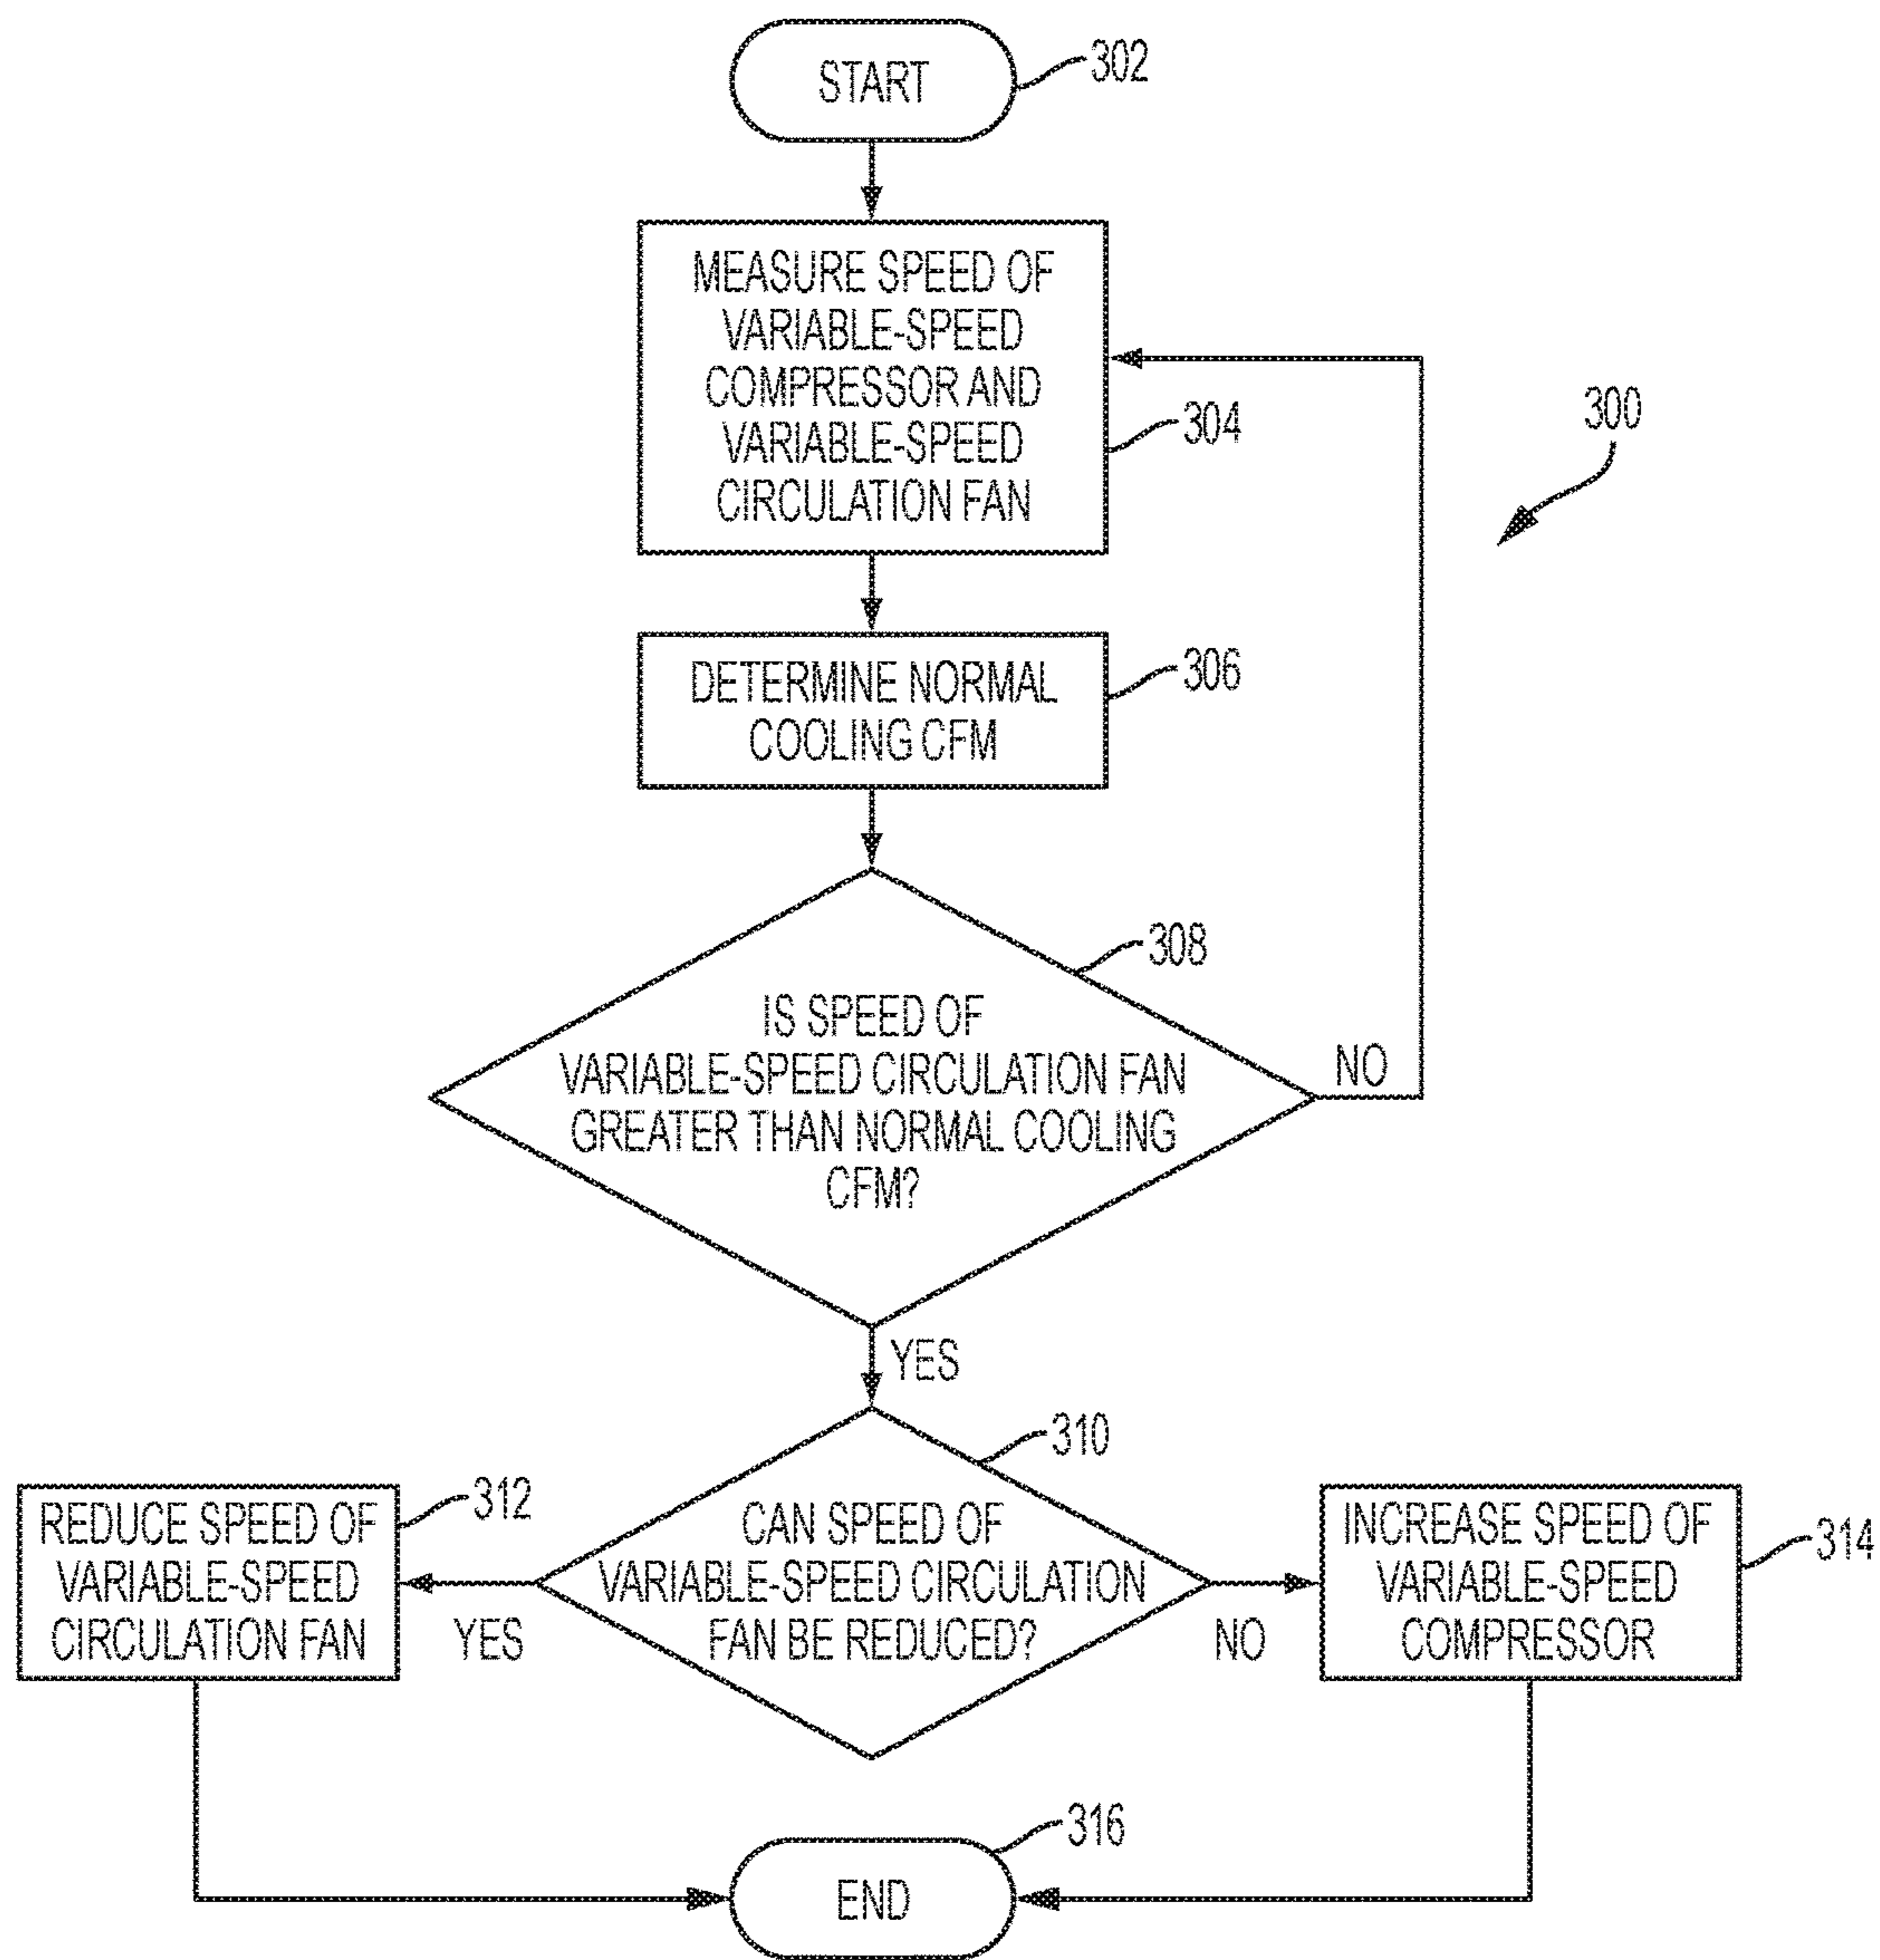 START
302
MEASURE SPEED OF
VARIABLE-SPEED
COMPRESSOR AND
VARIABLE-SPEED
CIRCULATION FAN
304
300
DETERMINE NORMAL
COOLING CFM
306
308
IS SPEED OF
VARIABLE-SPEED CIRCULATION FAN
GREATER THAN NORMAL COOLING
CFM?
NO
YES
310
CAN SPEED OF
VARIABLE-SPEED CIRCULATION
FAN BE REDUCED?
YES
NO
REDUCE SPEED OF
VARIABLE-SPEED
CIRCULATION FAN
312
INCREASE SPEED OF
VARIABLE-SPEED
COMPRESSOR
314
316
END